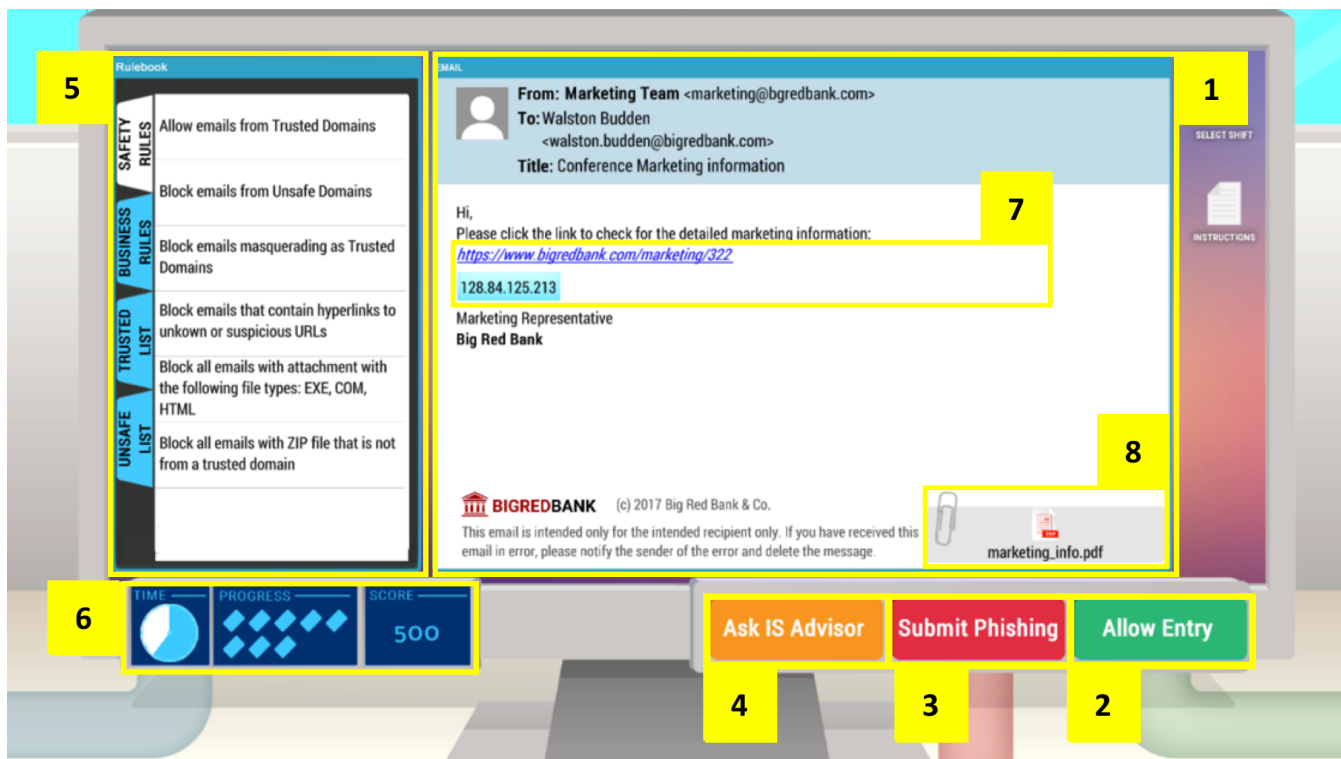 5
Rulebook
SAFETY
RULES
BUSINESS
RULES
TRUSTED
LIST
UNSAFE
LIST
Allow emails from Trusted Domains
Block emails from Unsafe Domains
Block emails masquerading as Trusted
Domains
Block emails that contain hyperlinks to
unkown or suspicious URLs
Block all emails with attachment with
the following file types: EXE, COM,
HTML
Block all emails with ZIP file that is not
from a trusted domain
EMAIL
From: Marketing Team <marketing@bgredbank.com>
To: Walston Budden
<walston.budden@bigredbank.com>
Title: Conference Marketing information
1
SELECT SHIFT
INSTRUCTIONS
7
Hi,
Please click the link to check for the detailed marketing information:
https://www.bigredbank.com/marketing/322
128.84.125.213
Marketing Representative
Big Red Bank
8
BIGREDBANK (c) 2017 Big Red Bank & Co.
This email is intended only for the intended recipient only. If you have received this
email in error, please notify the sender of the error and delete the message.
PDF
marketing_info.pdf
6
TIME
PROGRESS
SCORE
500
Ask IS Advisor
Submit Phishing
Allow Entry
4
3
2